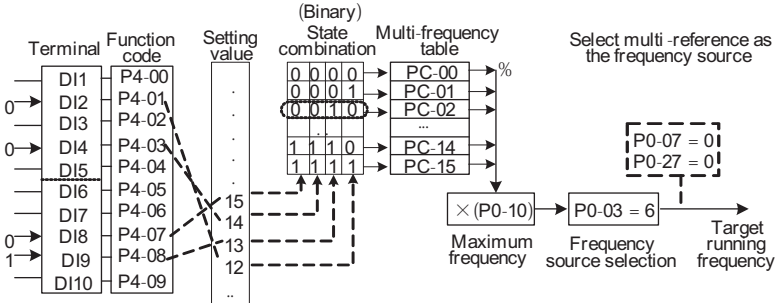 (Binary)
Terminal
Function code
Setting value
State combination
Multi-frequency table
Select multi -reference as the frequency source
DI1 P4-00
0 DI2 P4-01
DI3 P4-02
0 DI4 P4-03
DI5 P4-04
DI6 P4-05
DI7 P4-06
0 DI8 P4-07
1 DI9 P4-08
DI10 P4-09
.
.
.
.
.
15
14
13
12
..
0 0 0 0 PC-00 %
0 0 0 1 PC-01
0 0 1 0 PC-02
.. ...
1 1 1 0 PC-14
1 1 1 1 PC-15
P0-07 = 0
P0-27 = 0
×(P0-10)
P0-03 = 6
Maximum frequency
Frequency source selection
Target running frequency